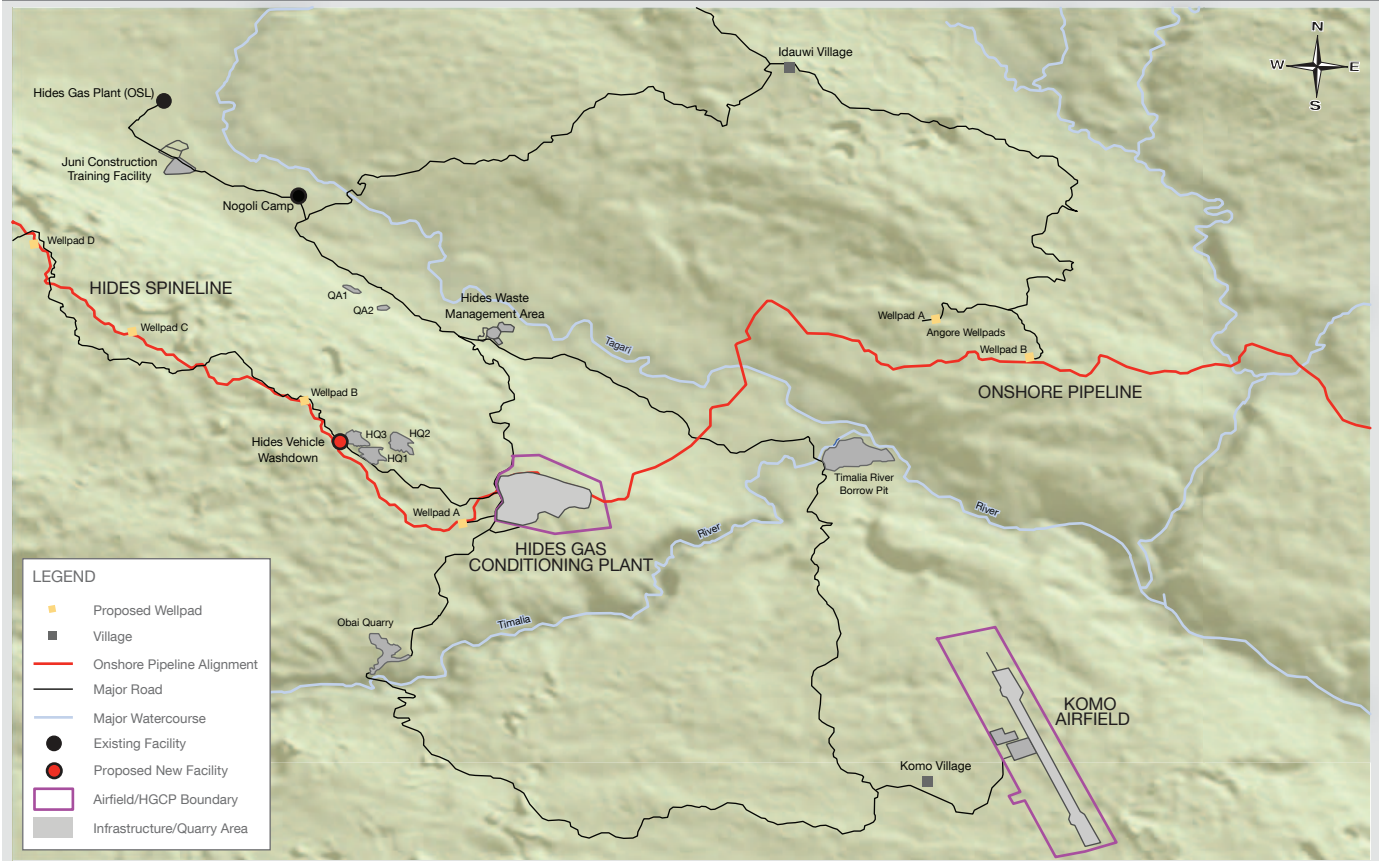 N
W
E
S
Idauwi Village
Hides Gas Plant (OSL)
Juni Construction
Training Facility
Nogoli Camp
Wellpad D
HIDES SPINELINE
QA1
QA2
Hides Waste
Management Area
Wellpad C
Tagari
Wellpad A
Angore Wellpads
Wellpad B
ONSHORE PIPELINE
Wellpad B
Hides Vehicle
Washdown
HQ3
HQ2
HQ1
Timalia River
Borrow Pit
Wellpad A
River
River
HIDES GAS
CONDITIONING PLANT
Obai Quarry
Timalia
KOMO
AIRFIELD
Komo Village
LEGEND
Proposed Wellpad
Village
Onshore Pipeline Alignment
Major Road
Major Watercourse
Existing Facility
Proposed New Facility
Airfield/HGCP Boundary
Infrastructure/Quarry Area